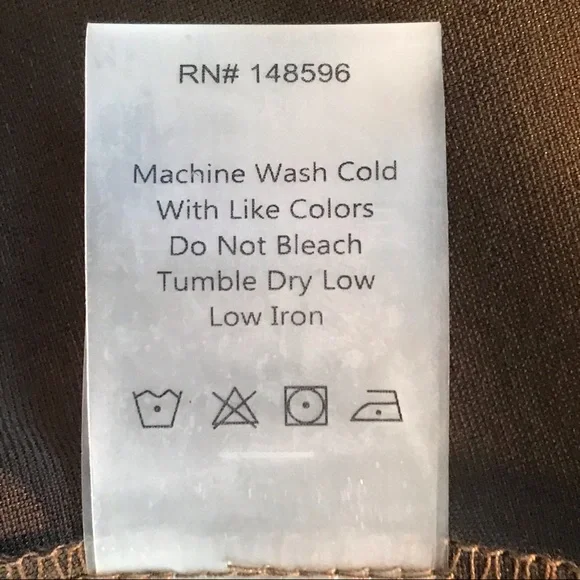 RN# 148596
Machine Wash Cold
With Like Colors
Do Not Bleach
Tumble Dry Low
Low Iron